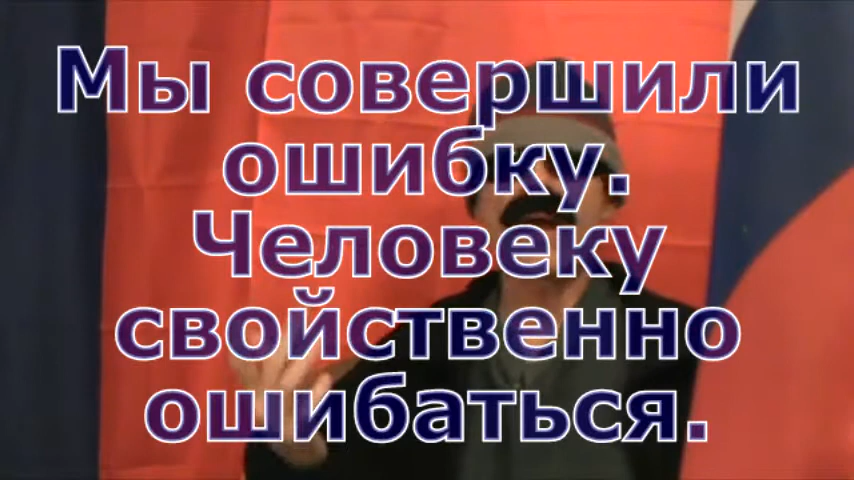 Мы совершили
ошибку.
Человеку
свойственно
ошибаться.